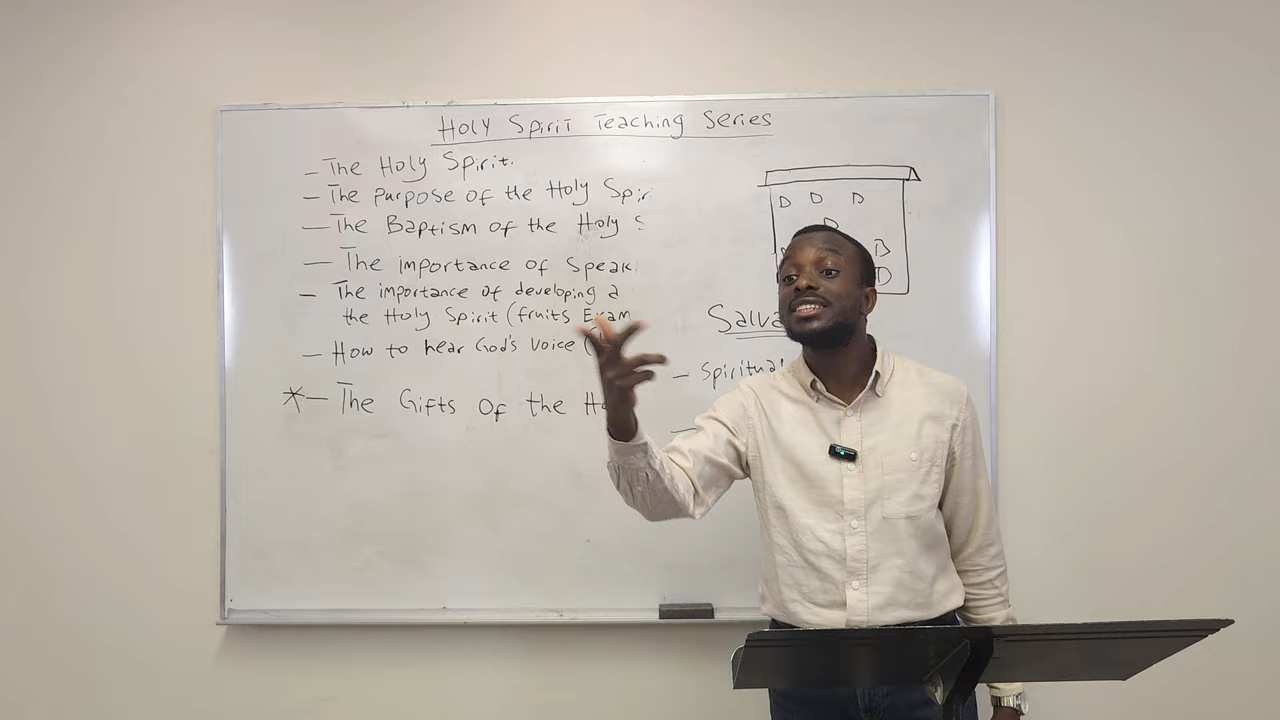 Holy Spirit Teaching Series
– The Holy Spirit.
– The Purpose of the Holy Spir
– The Baptism of the Holy S
– The importance of Speak
– The importance of developing a
the Holy Spirit (fruits Exam
– How to hear God's Voice (
*– The Gifts of the Ho
D D D
D
D
D
Salva
– Spiritual
–